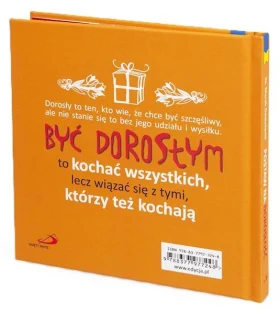 Dorosły to ten, kto wie, że chce być szczęśliwy,
ale nie stanie się to bez jego udziału i wysiłku.
BYĆ DOROSŁYM
to kochać wszystkich,
lecz wiązać się z tymi,
którzy też kochają
www.edycja.pl